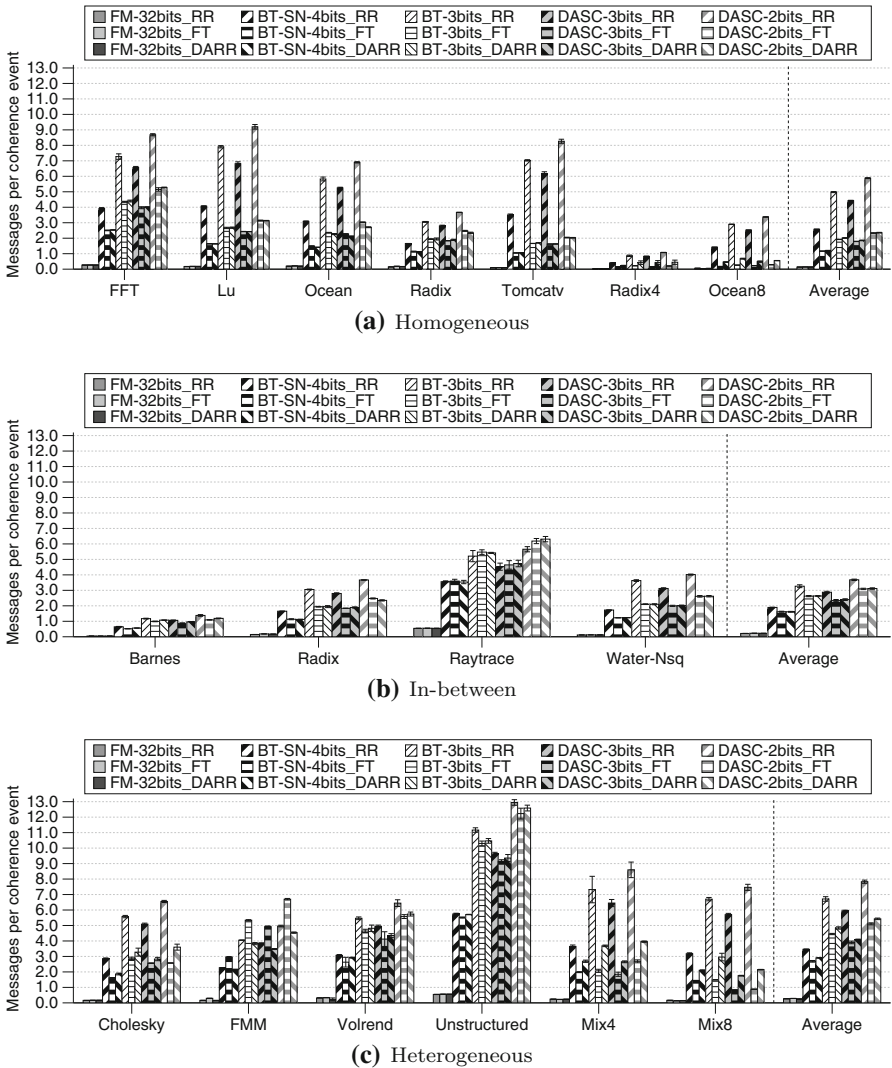 FM-32bits_RR BT-SN-4bits_RR BT-3bits_RR DASC-3bits_RR DASC-2bits_RR
FM-32bits_FT BT-SN-4bits_FT BT-3bits_FT DASC-3bits_FT DASC-2bits_FT
FM-32bits_DARR BT-SN-4bits_DARR BT-3bits_DARR DASC-3bits_DARR DASC-2bits_DARR
Messages per coherence event
13.0
12.0
11.0
10.0
9.0
8.0
7.0
6.0
5.0
4.0
3.0
2.0
1.0
0.0
FFT Lu Ocean Radix Tomcatv Radix4 Ocean8 Average
(a) Homogeneous
FM-32bits_RR BT-SN-4bits_RR BT-3bits_RR DASC-3bits_RR DASC-2bits_RR
FM-32bits_FT BT-SN-4bits_FT BT-3bits_FT DASC-3bits_FT DASC-2bits_FT
FM-32bits_DARR BT-SN-4bits_DARR BT-3bits_DARR DASC-3bits_DARR DASC-2bits_DARR
Messages per coherence event
13.0
12.0
11.0
10.0
9.0
8.0
7.0
6.0
5.0
4.0
3.0
2.0
1.0
0.0
Barnes Radix Raytrace Water-Nsq Average
(b) In-between
FM-32bits_RR BT-SN-4bits_RR BT-3bits_RR DASC-3bits_RR DASC-2bits_RR
FM-32bits_FT BT-SN-4bits_FT BT-3bits_FT DASC-3bits_FT DASC-2bits_FT
FM-32bits_DARR BT-SN-4bits_DARR BT-3bits_DARR DASC-3bits_DARR DASC-2bits_DARR
Messages per coherence event
13.0
12.0
11.0
10.0
9.0
8.0
7.0
6.0
5.0
4.0
3.0
2.0
1.0
0.0
Cholesky FMM Volrend Unstructured Mix4 Mix8 Average
(c) Heterogeneous